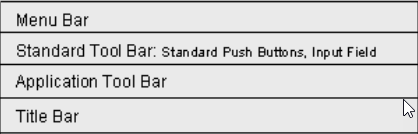 Menu Bar
Standard Tool Bar: Standard Push Buttons, Input Field
Application Tool Bar
Title Bar